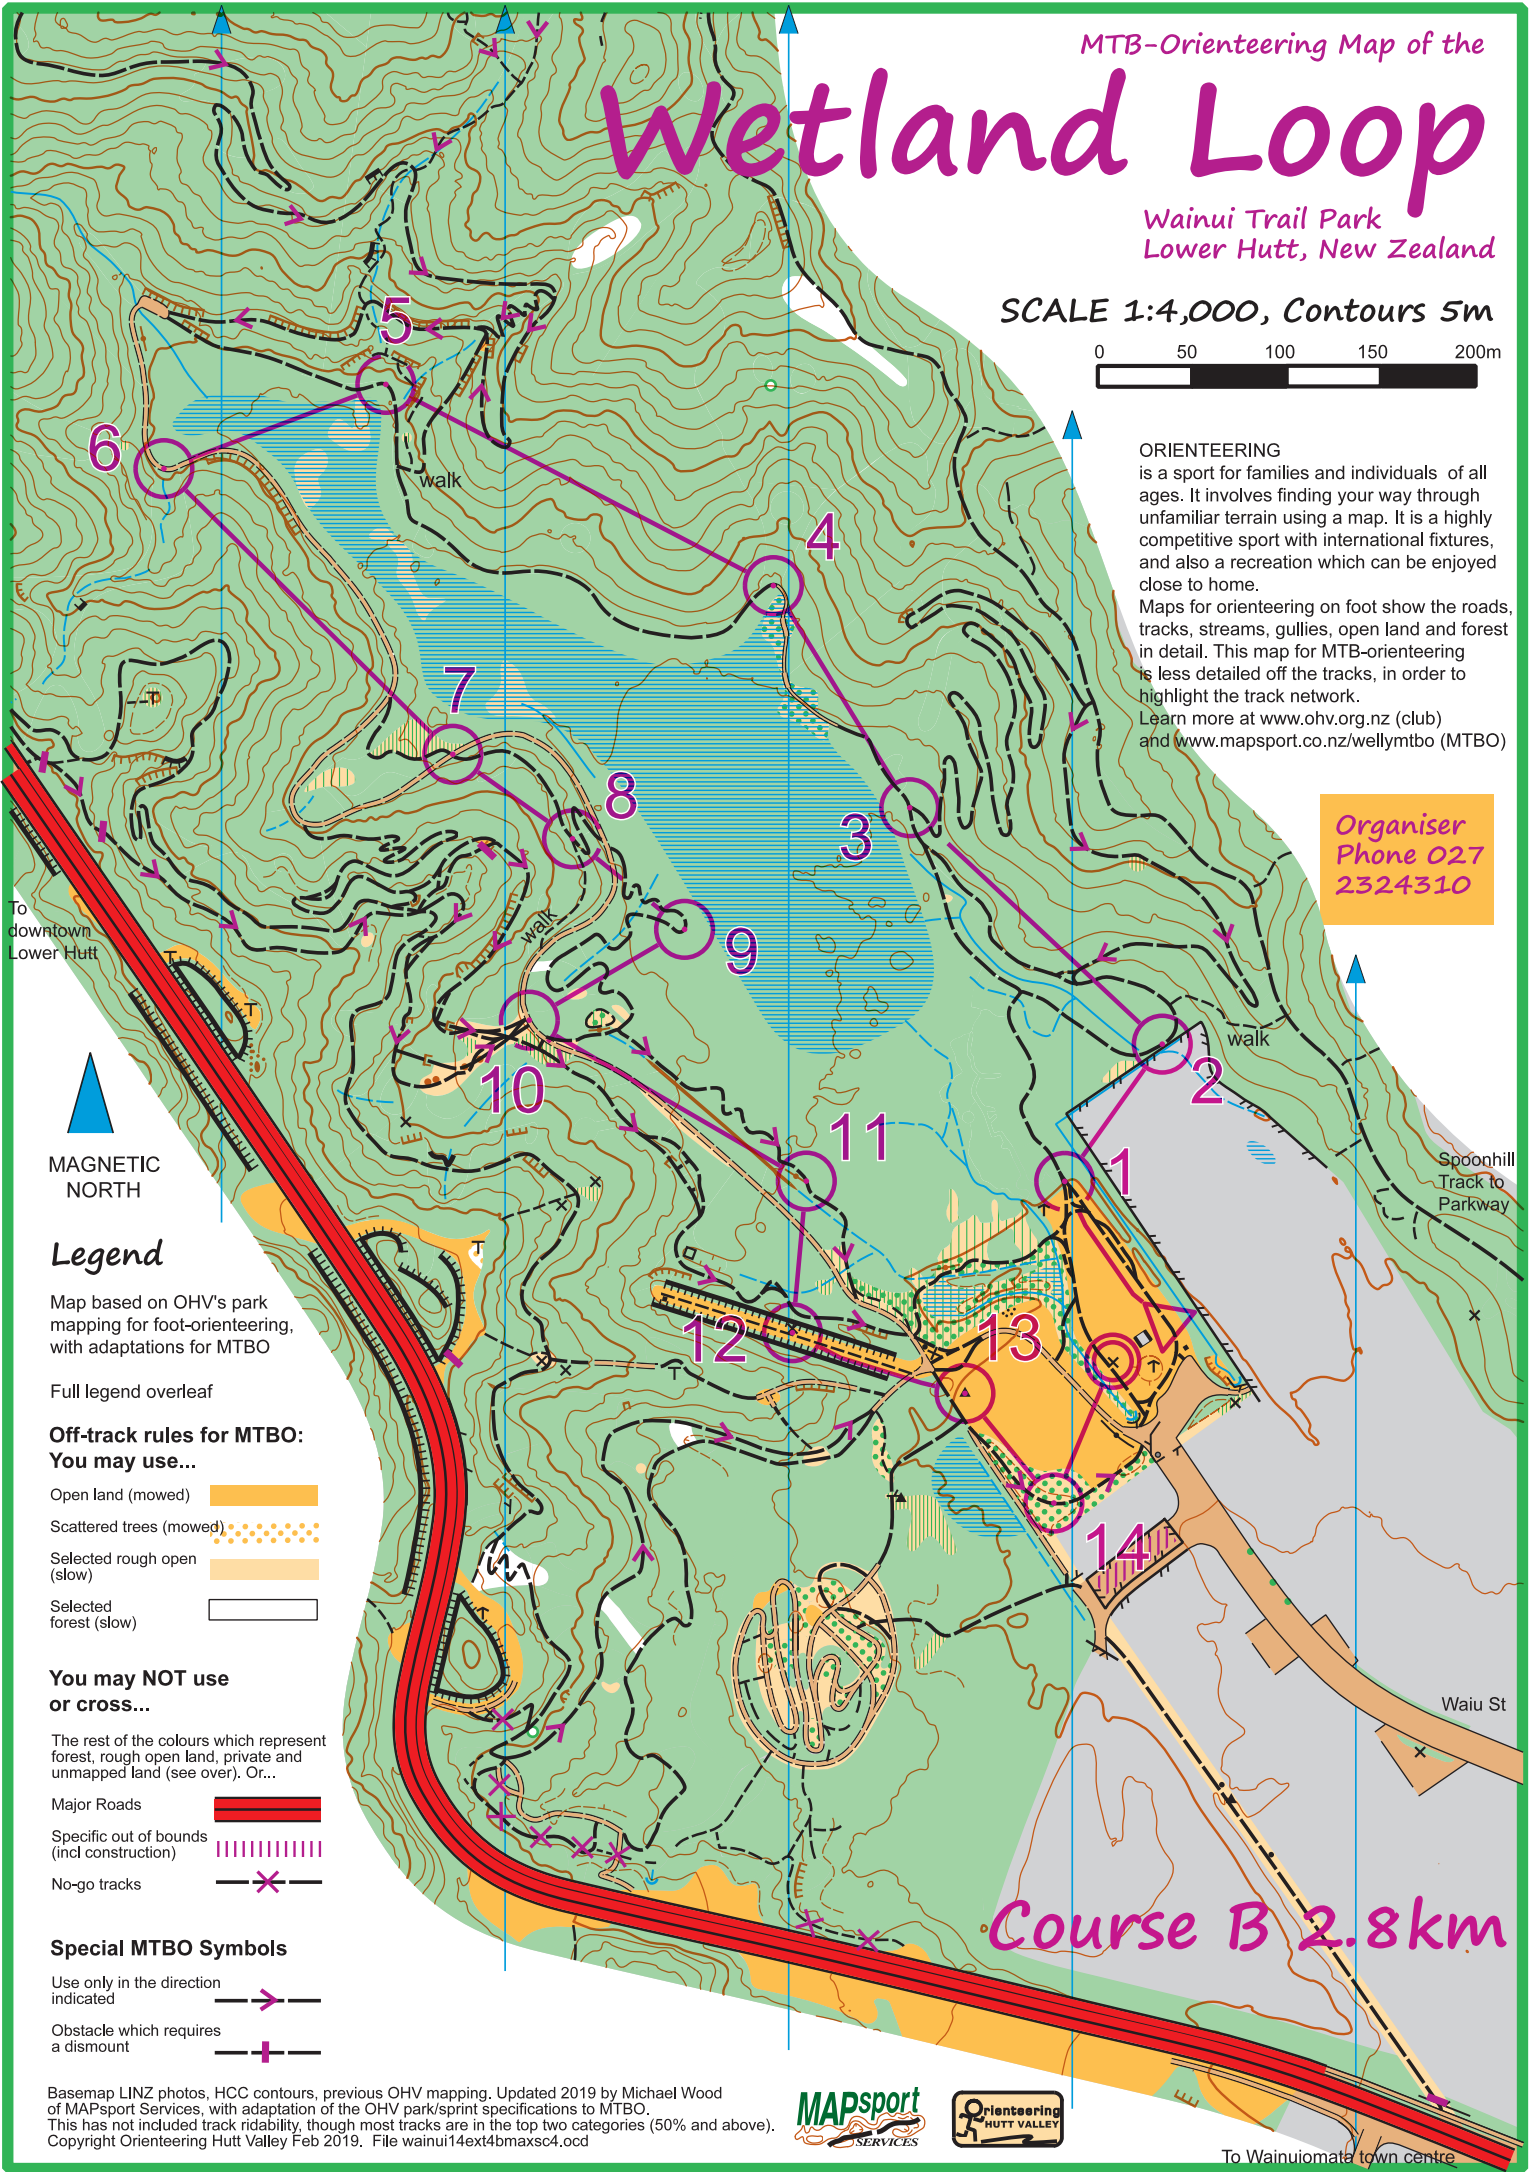 MTB-Orienteering Map of the
Wetland Loop
Wainui Trail Park
Lower Hutt, New Zealand
SCALE 1:4,000, Contours 5m
0 50 100 150 200m
ORIENTEERING
is a sport for families and individuals of all
ages. It involves finding your way through
unfamiliar terrain using a map. It is a highly
competitive sport with international fixtures,
and also a recreation which can be enjoyed
close to home.
Maps for orienteering on foot show the roads,
tracks, streams, gullies, open land and forest
in detail. This map for MTB-orienteering
is less detailed off the tracks, in order to
highlight the track network.
Learn more at www.ohv.org.nz (club)
and www.mapsport.co.nz/wellymtbo (MTBO)
Organiser
Phone 027
2324310
5
6
walk
4
7
8
3
9
walk
10
2
walk
11
1
12
13
14
To
downtown
Lower Hutt
Spoonhill
Track to
Parkway
Waiu St
MAGNETIC
NORTH
Legend
Map based on OHV's park
mapping for foot-orienteering,
with adaptations for MTBO
Full legend overleaf
Off-track rules for MTBO:
You may use...
Open land (mowed)
Scattered trees (mowed)
Selected rough open
(slow)
Selected
forest (slow)
You may NOT use
or cross...
The rest of the colours which represent
forest, rough open land, private and
unmapped land (see over). Or...
Major Roads
Specific out of bounds
(incl construction)
No-go tracks
Special MTBO Symbols
Use only in the direction
indicated
Obstacle which requires
a dismount
Course B 2.8km
Basemap LINZ photos, HCC contours, previous OHV mapping. Updated 2019 by Michael Wood
of MAPsport Services, with adaptation of the OHV park/sprint specifications to MTBO.
This has not included track ridability, though most tracks are in the top two categories (50% and above).
Copyright Orienteering Hutt Valley Feb 2019. File wainui14ext4bmaxsc4.ocd
MAPsport
SERVICES
Orienteering
HUTT VALLEY
To Wainuiomata town centre